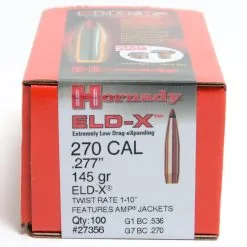 Hornady
ELD-X™
Extremely Low Drag-eXpanding
270 CAL
.277"
145 gr
ELD-X®
TWIST RATE 1-10"
FEATURES AMP® JACKETS
Qty:100 G1 BC .536
#27356 G7 BC .270